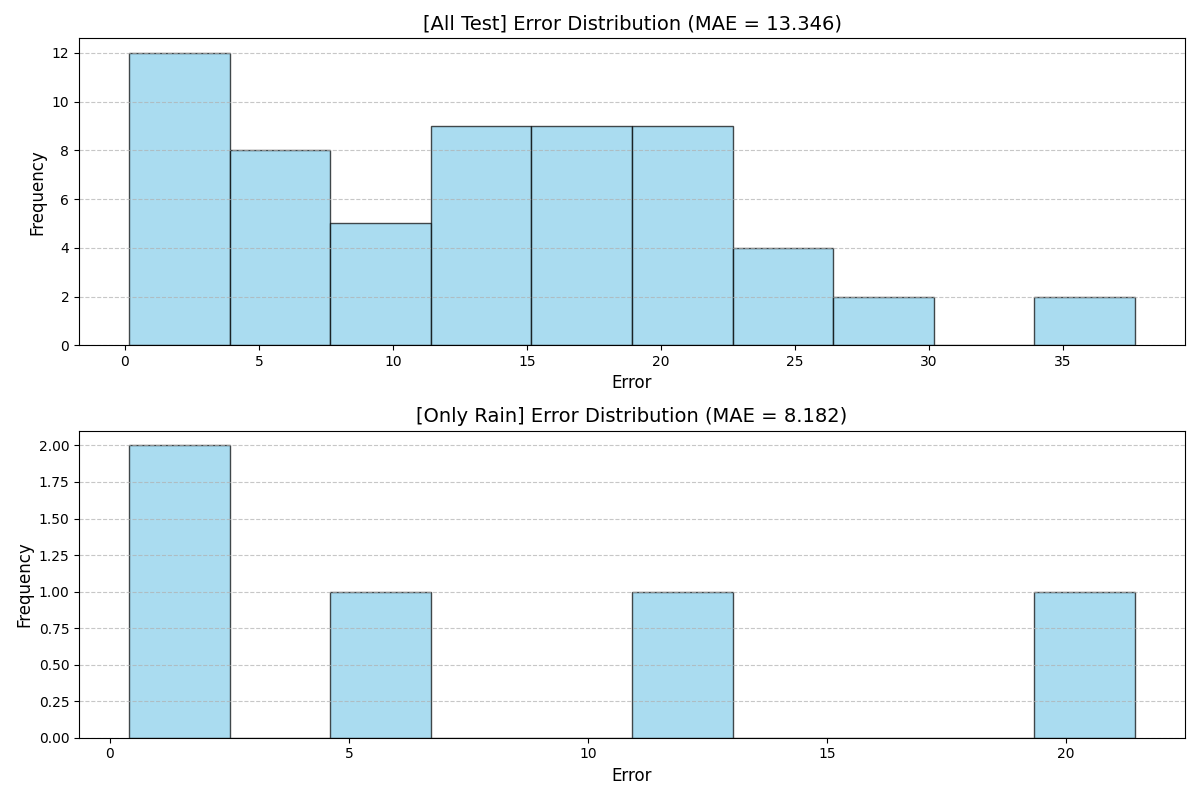 [All Test] Error Distribution (MAE = 13.346)
12
10
8
6
4
2
0
Frequency
0 5 10 15 20 25 30 35
Error
[Only Rain] Error Distribution (MAE = 8.182)
2.00
1.75
1.50
1.25
1.00
0.75
0.50
0.25
0.00
Frequency
0 5 10 15 20
Error